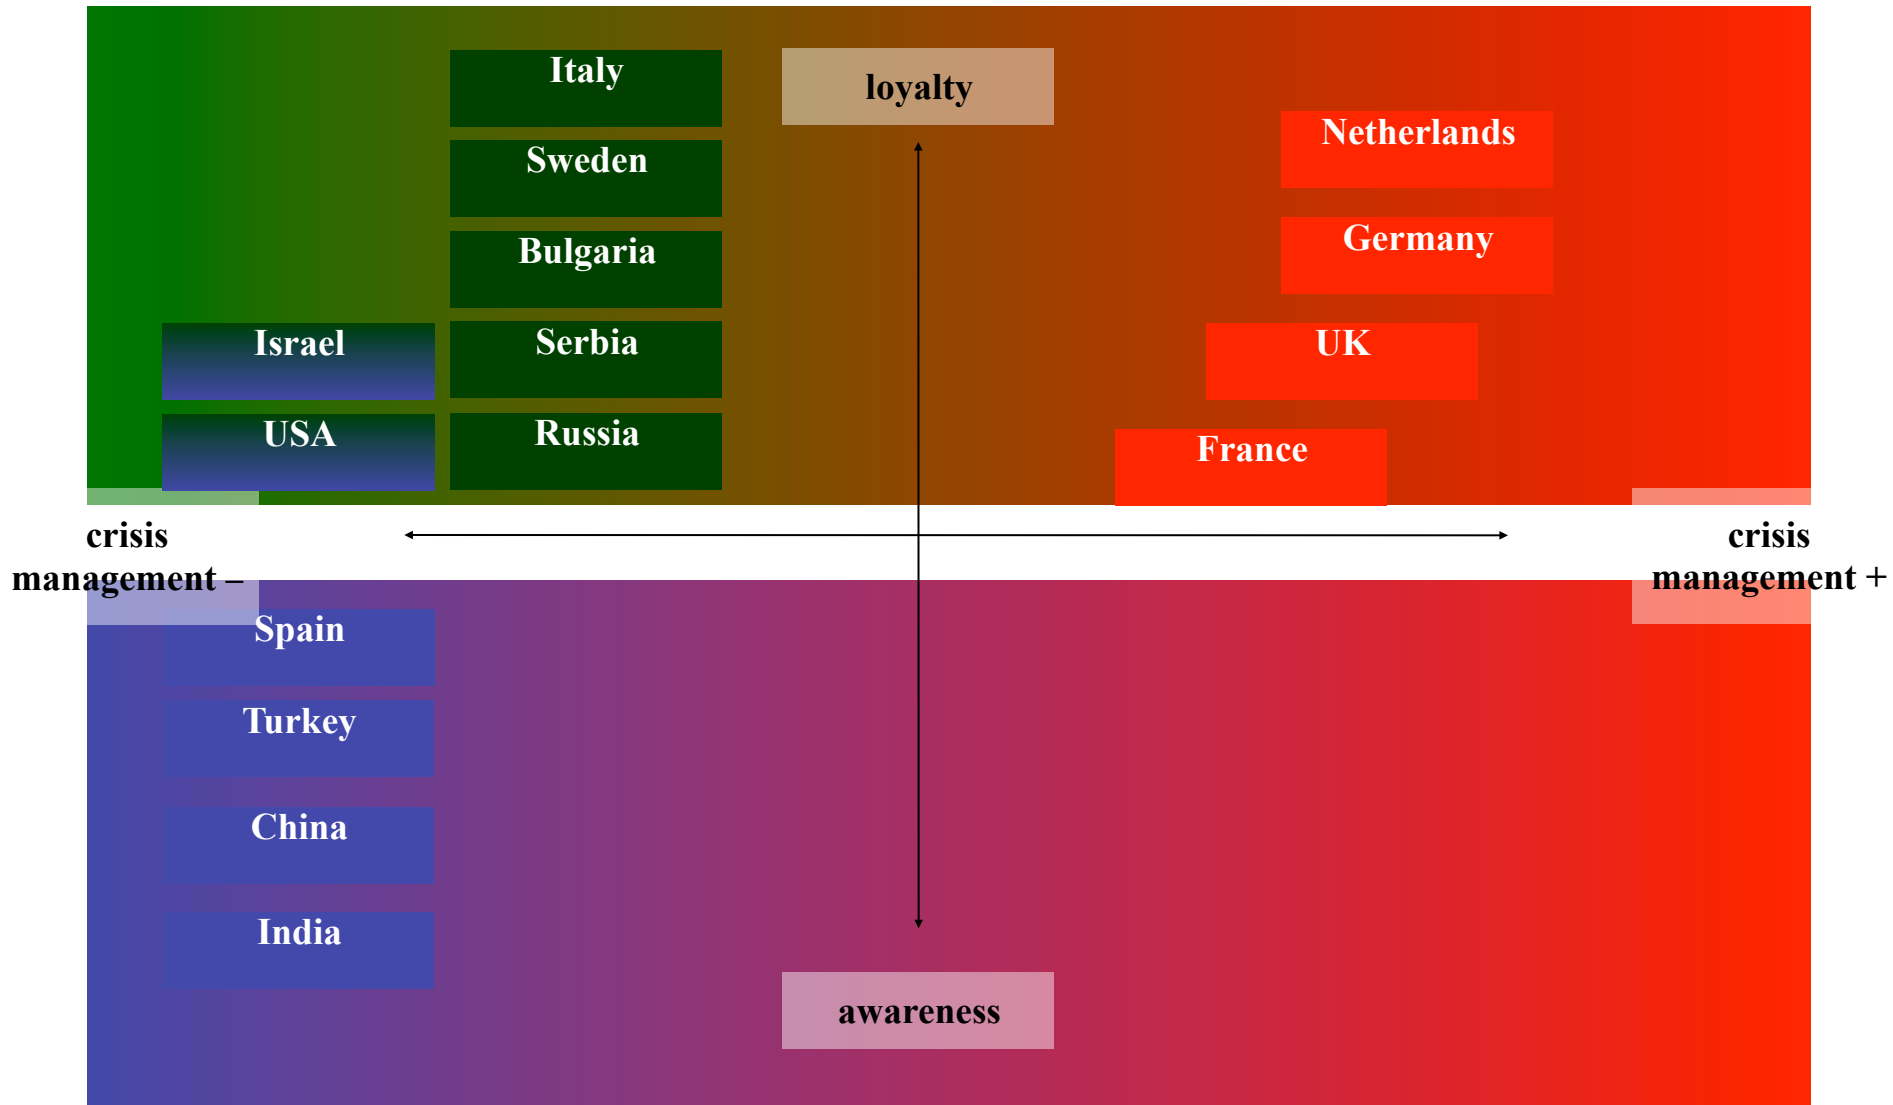 Italy
loyalty
Netherlands
Sweden
Germany
Bulgaria
Israel
Serbia
UK
USA
Russia
France
crisis
management –
crisis
management +
Spain
Turkey
China
India
awareness